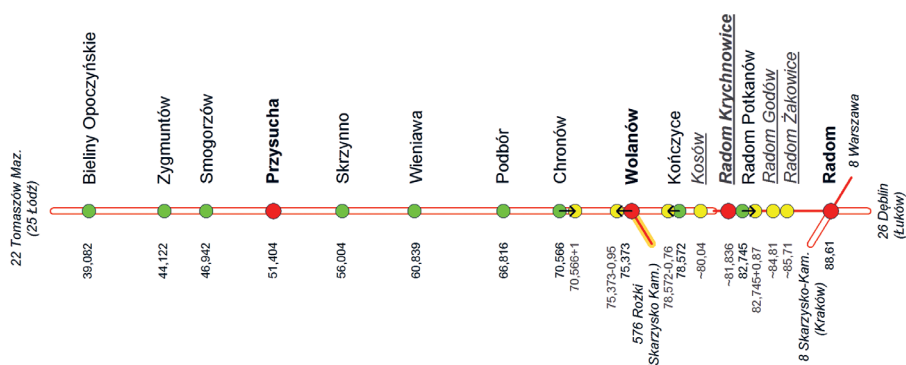 22 Tomaszów Maz.
(25 Łódź)
Bieliny Opoczyńskie
Zygmuntów
Smogorzów
Przysucha
Skrzynno
Wieniawa
Podbór
Chronów
Wolanów
Kończyce
Kosów
Radom Krychnowice
Radom Potkanów
Radom Godów
Radom Żakowice
Radom
8 Warszawa
26 Dęblin
(Łuków)
39,082
44,122
46,942
51,404
56,004
60,839
66,816
70,566
70,566+1
75,373-0,95
75,373
576 Rożki
Skarzysko Kam.)
78,572-0,76
78,572
~80,04
~81,836
82,745
82,745+0,87
~84,81
~85,71
8 Skarzysko-Kam.
(Kraków)
88,61